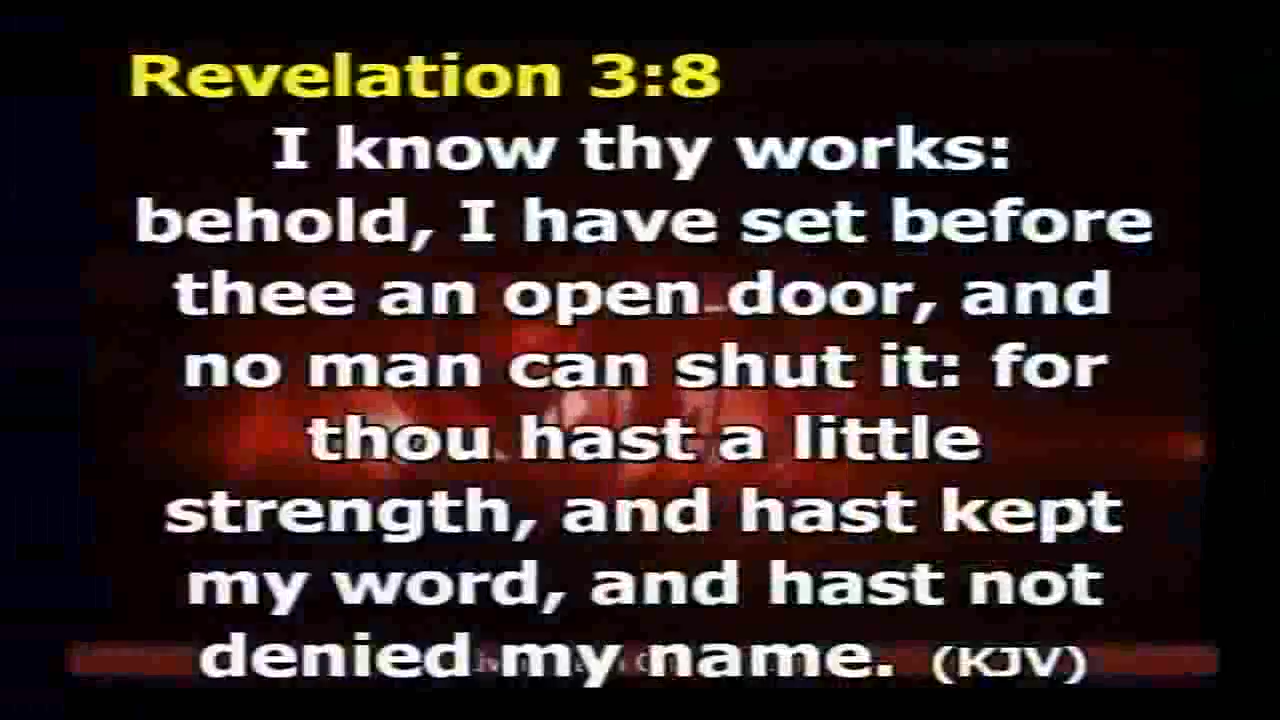 Revelation 3:8
I know thy works:
behold, I have set before
thee an open door, and
no man can shut it: for
thou hast a little
strength, and hast kept
my word, and hast not
denied my name. (KJV)